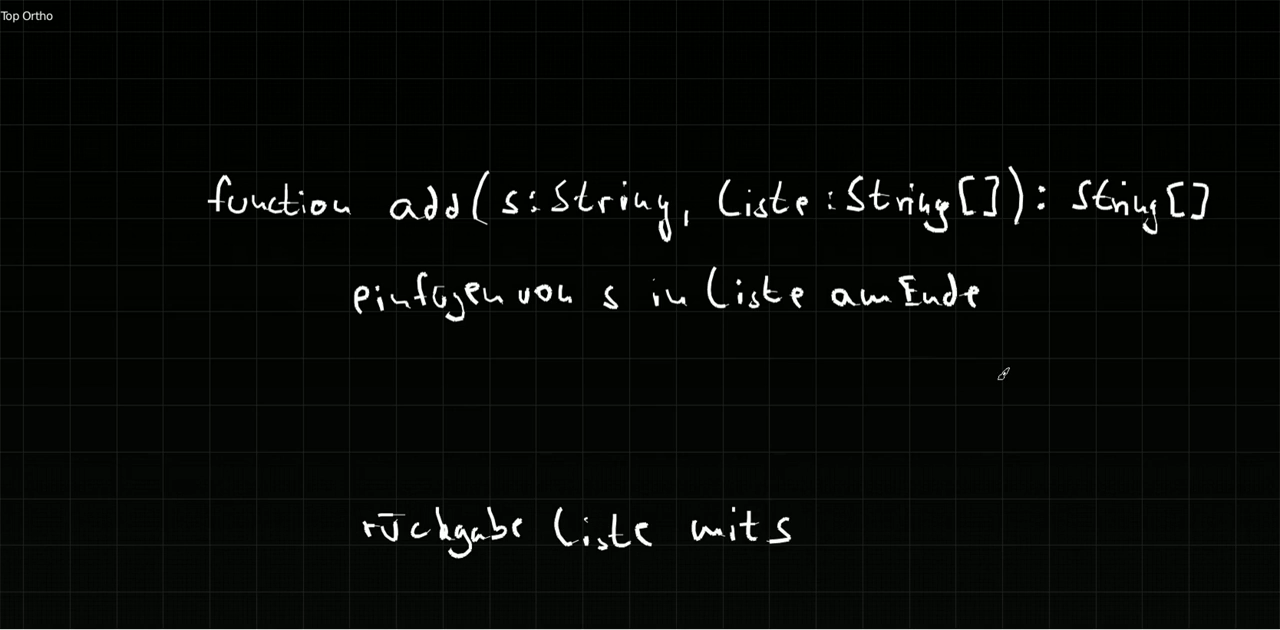 Top Ortho
function add(s:String, Liste:String[]): String[]
einfügen von s in Liste am Ende
rückgabe Liste mit s